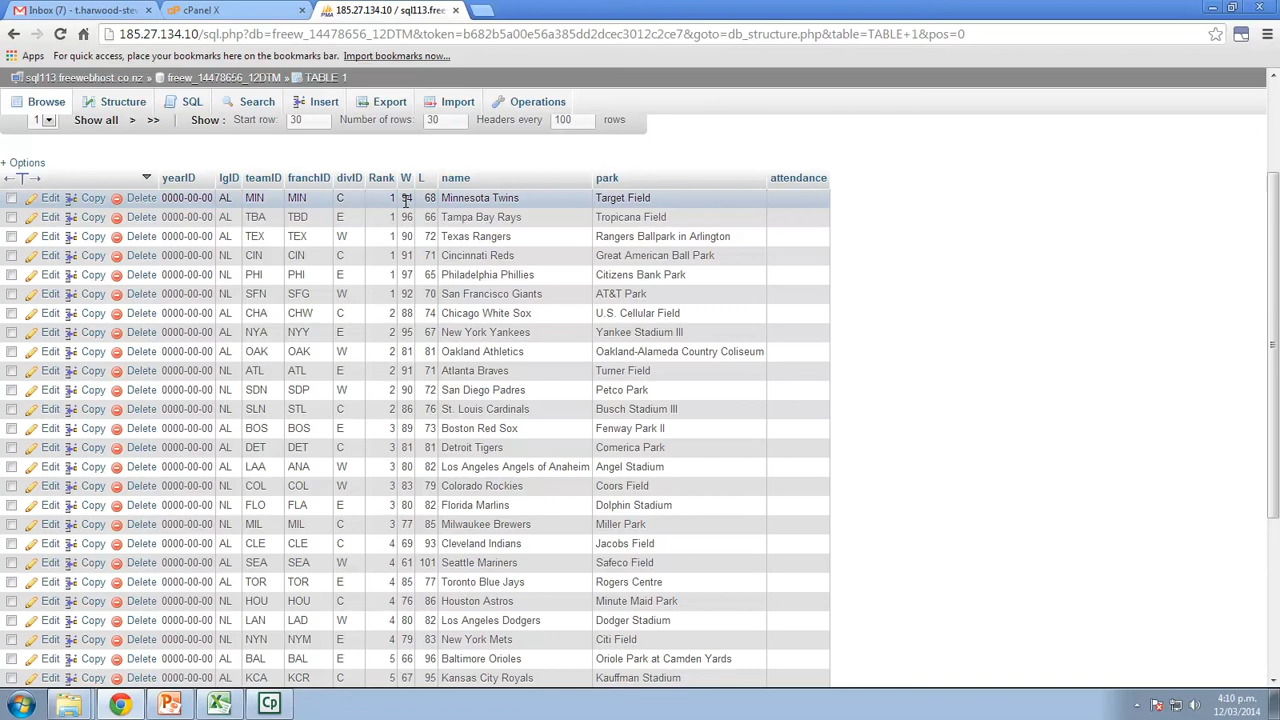 Inbox (7) - t.harwood-ste
cPanel X
185.27.134.10 / sql113.free
185.27.134.10/sql.php?db=freew_14478656_12DTM&token=b682b5a00e56a35dd2dcec3012c2ce7&goto=db_structure.php&table=TABLE+1&pos=0
Apps For quick access, place your bookmarks here on the bookmarks bar. Import bookmarks now...
sql113.freewebhost.co.nz » freew_14478656_12DTM » TABLE 1
Browse Structure SQL Search Insert Export Import Operations
1 Show all > >> Show : Start row: 30 Number of rows: 30 Headers every 100 rows
+ Options
←T→ yearID lgID teamID franchID divID Rank W L name park attendance
Edit Copy Delete 0000-00-00 AL MIN MIN C 1 94 68 Minnesota Twins Target Field
Edit Copy Delete 0000-00-00 AL TBA TBD E 1 96 66 Tampa Bay Rays Tropicana Field
Edit Copy Delete 0000-00-00 AL TEX TEX W 1 90 72 Texas Rangers Rangers Ballpark in Arlington
Edit Copy Delete 0000-00-00 NL CIN CIN C 1 91 71 Cincinnati Reds Great American Ball Park
Edit Copy Delete 0000-00-00 NL PHI PHI E 1 97 65 Philadelphia Phillies Citizens Bank Park
Edit Copy Delete 0000-00-00 NL SFN SFG W 1 92 70 San Francisco Giants AT&T Park
Edit Copy Delete 0000-00-00 AL CHA CHW C 2 88 74 Chicago White Sox U.S. Cellular Field
Edit Copy Delete 0000-00-00 AL NYA NYY E 2 95 67 New York Yankees Yankee Stadium III
Edit Copy Delete 0000-00-00 AL OAK OAK W 2 81 81 Oakland Athletics Oakland-Alameda Country Coliseum
Edit Copy Delete 0000-00-00 NL ATL ATL E 2 91 71 Atlanta Braves Turner Field
Edit Copy Delete 0000-00-00 NL SDN SDP W 2 90 72 San Diego Padres Petco Park
Edit Copy Delete 0000-00-00 NL SLN STL C 2 86 76 St. Louis Cardinals Busch Stadium III
Edit Copy Delete 0000-00-00 AL BOS BOS E 3 89 73 Boston Red Sox Fenway Park II
Edit Copy Delete 0000-00-00 AL DET DET C 3 81 81 Detroit Tigers Comerica Park
Edit Copy Delete 0000-00-00 AL LAA ANA W 3 80 82 Los Angeles Angels of Anaheim Angel Stadium
Edit Copy Delete 0000-00-00 NL COL COL W 3 83 79 Colorado Rockies Coors Field
Edit Copy Delete 0000-00-00 NL FLO FLA E 3 80 82 Florida Marlins Dolphin Stadium
Edit Copy Delete 0000-00-00 NL MIL MIL C 3 77 85 Milwaukee Brewers Miller Park
Edit Copy Delete 0000-00-00 AL CLE CLE C 4 69 93 Cleveland Indians Jacobs Field
Edit Copy Delete 0000-00-00 AL SEA SEA W 4 61 101 Seattle Mariners Safeco Field
Edit Copy Delete 0000-00-00 AL TOR TOR E 4 85 77 Toronto Blue Jays Rogers Centre
Edit Copy Delete 0000-00-00 NL HOU HOU C 4 76 86 Houston Astros Minute Maid Park
Edit Copy Delete 0000-00-00 NL LAN LAD W 4 80 82 Los Angeles Dodgers Dodger Stadium
Edit Copy Delete 0000-00-00 NL NYN NYM E 4 79 83 New York Mets Citi Field
Edit Copy Delete 0000-00-00 AL BAL BAL E 5 66 96 Baltimore Orioles Oriole Park at Camden Yards
Edit Copy Delete 0000-00-00 AL KCA KCR C 5 67 95 Kansas City Royals Kauffman Stadium
4:10 p.m.
12/03/2014